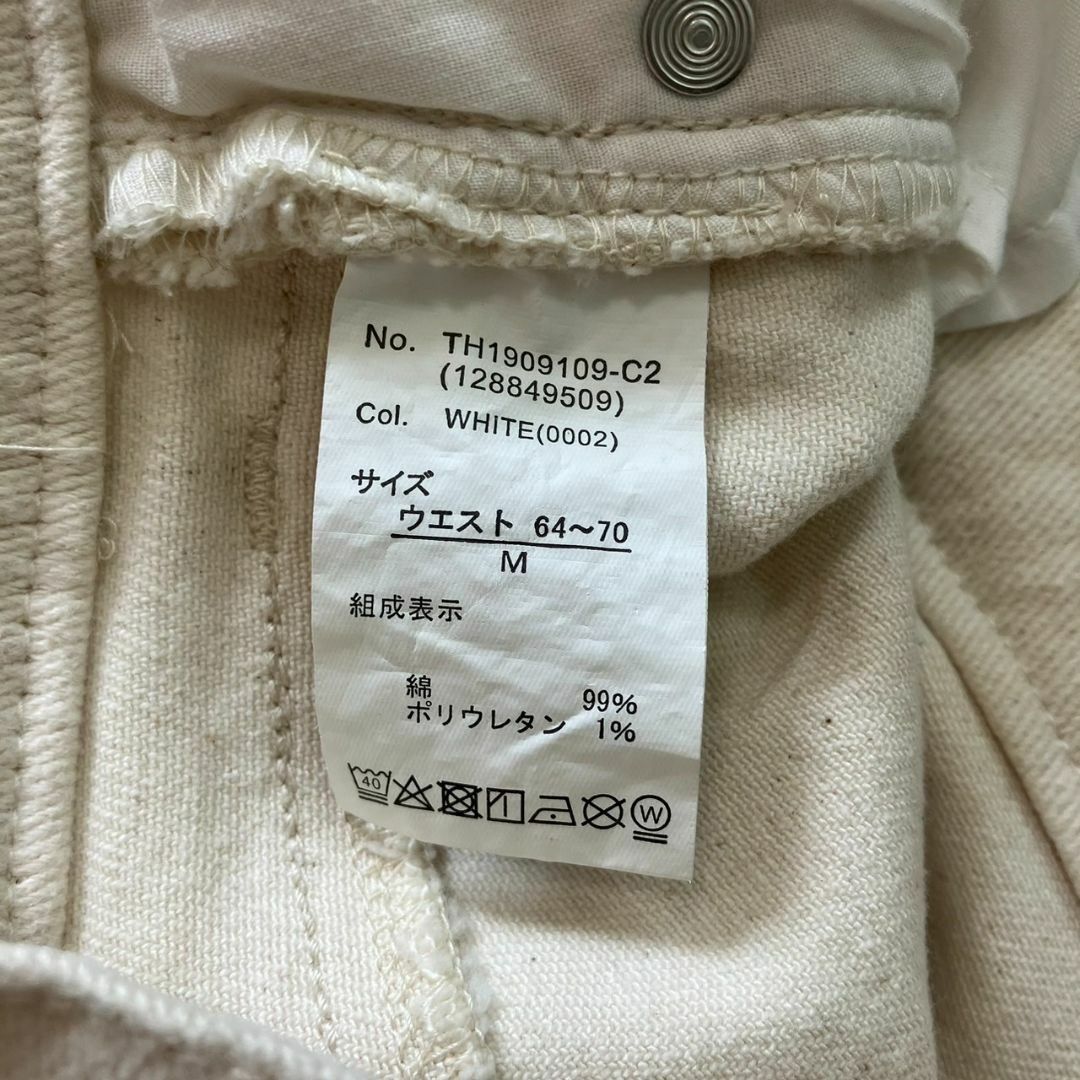 No. TH1909109-C2
(128849509)
Col. WHITE(0002)
サイズ
ウエスト 64〜70
M
組成表示
綿 99%
ポリウレタン 1%
40 W